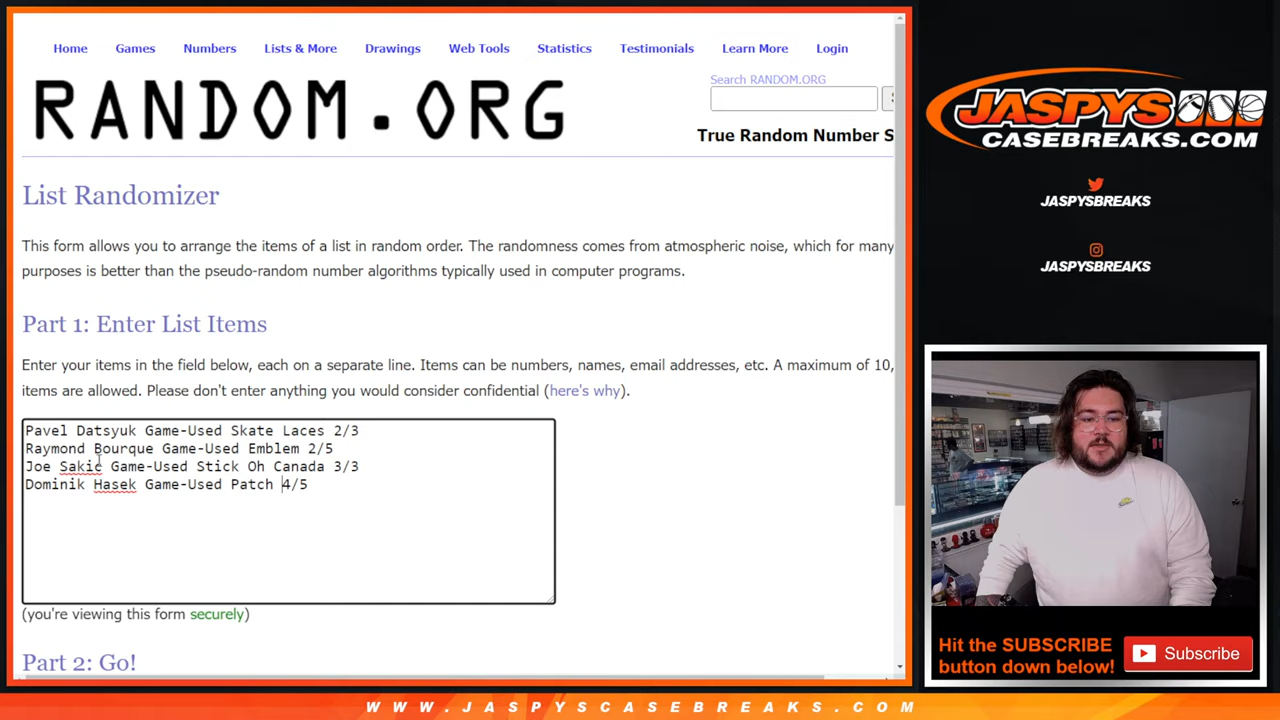 Home Games Numbers Lists & More Drawings Web Tools Statistics Testimonials Learn More Login
RANDOM.ORG
Search RANDOM.ORG
True Random Number S
List Randomizer
This form allows you to arrange the items of a list in random order. The randomness comes from atmospheric noise, which for many
purposes is better than the pseudo-random number algorithms typically used in computer programs.
Part 1: Enter List Items
Enter your items in the field below, each on a separate line. Items can be numbers, names, email addresses, etc. A maximum of 10,
items are allowed. Please don't enter anything you would consider confidential (here's why).
Pavel Datsyuk Game-Used Skate Laces 2/3
Raymond Bourque Game-Used Emblem 2/5
Joe Sakic Game-Used Stick Oh Canada 3/3
Dominik Hasek Game-Used Patch 4/5
(you're viewing this form securely)
Part 2: Go!
JASPYS
CASEBREAKS.COM
JASPYSBREAKS
JASPYSBREAKS
Hit the SUBSCRIBE
button down below!
Subscribe
WWW.JASPYSCASEBREAKS.COM